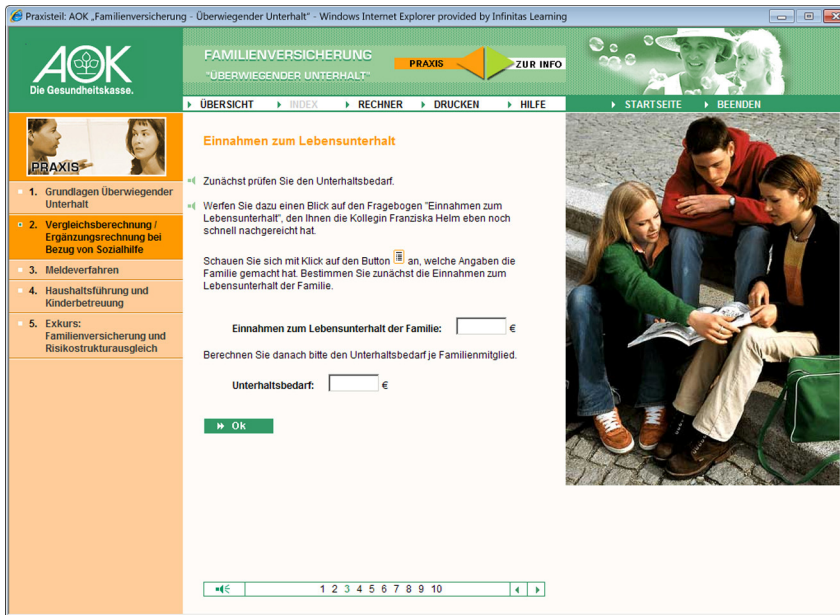 Praxisteil: AOK „Familienversicherung - Überwiegender Unterhalt" - Windows Internet Explorer provided by Infinitas Learning
AOK
Die Gesundheitskasse.
FAMILIENVERSICHERUNG
"ÜBERWIEGENDER UNTERHALT"
PRAXIS
ZUR INFO
ÜBERSICHT
INDEX
RECHNER
DRUCKEN
HILFE
STARTSEITE
BEENDEN
PRAXIS
1. Grundlagen Überwiegender
Unterhalt
2. Vergleichsberechnung /
Ergänzungsrechnung bei
Bezug von Sozialhilfe
3. Meldeverfahren
4. Haushaltsführung und
Kinderbetreuung
5. Exkurs:
Familienversicherung und
Risikostrukturausgleich
Einnahmen zum Lebensunterhalt
Zunächst prüfen Sie den Unterhaltsbedarf.
Werfen Sie dazu einen Blick auf den Fragebogen "Einnahmen zum
Lebensunterhalt", den Ihnen die Kollegin Franziska Helm eben noch
schnell nachgereicht hat.
Schauen Sie sich mit Klick auf den Button an, welche Angaben die
Familie gemacht hat. Bestimmen Sie zunächst die Einnahmen zum
Lebensunterhalt der Familie.
Einnahmen zum Lebensunterhalt der Familie: €
Berechnen Sie danach bitte den Unterhaltsbedarf je Familienmitglied.
Unterhaltsbedarf: €
Ok
1 2 3 4 5 6 7 8 9 10